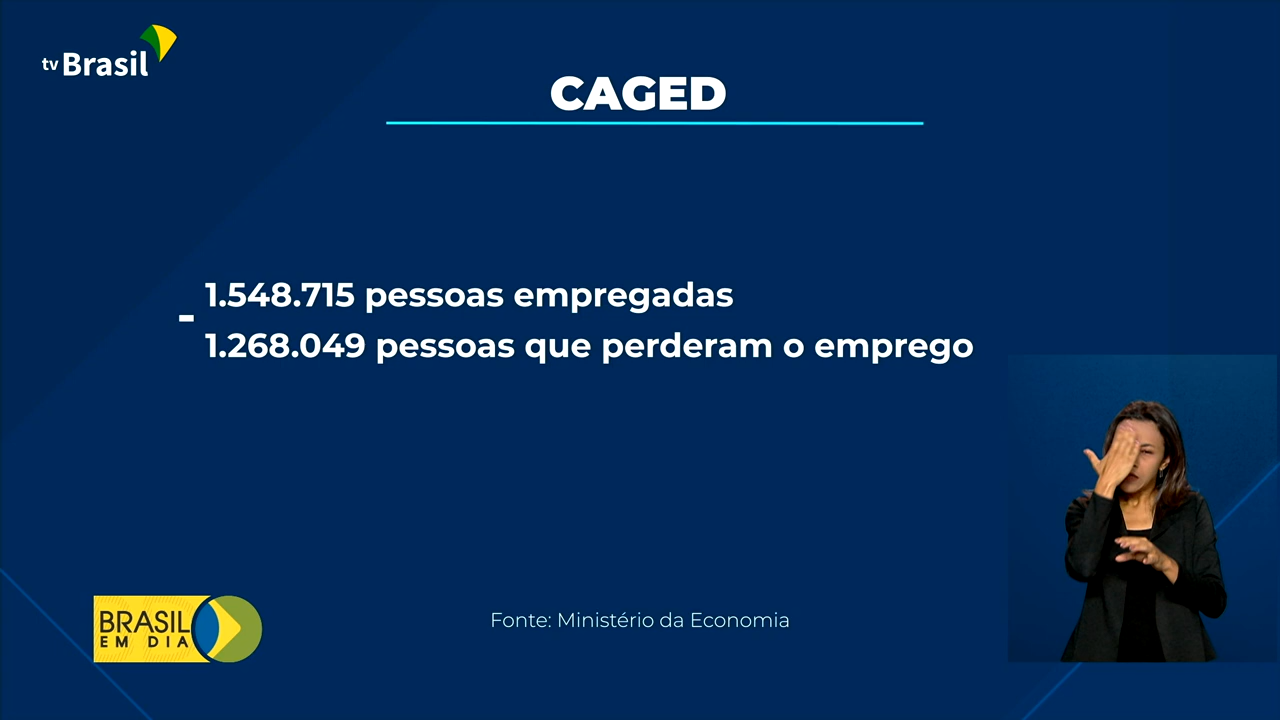 tv Brasil
CAGED
-
1.548.715 pessoas empregadas
1.268.049 pessoas que perderam o emprego
BRASIL
EM DIA
Fonte: Ministério da Economia